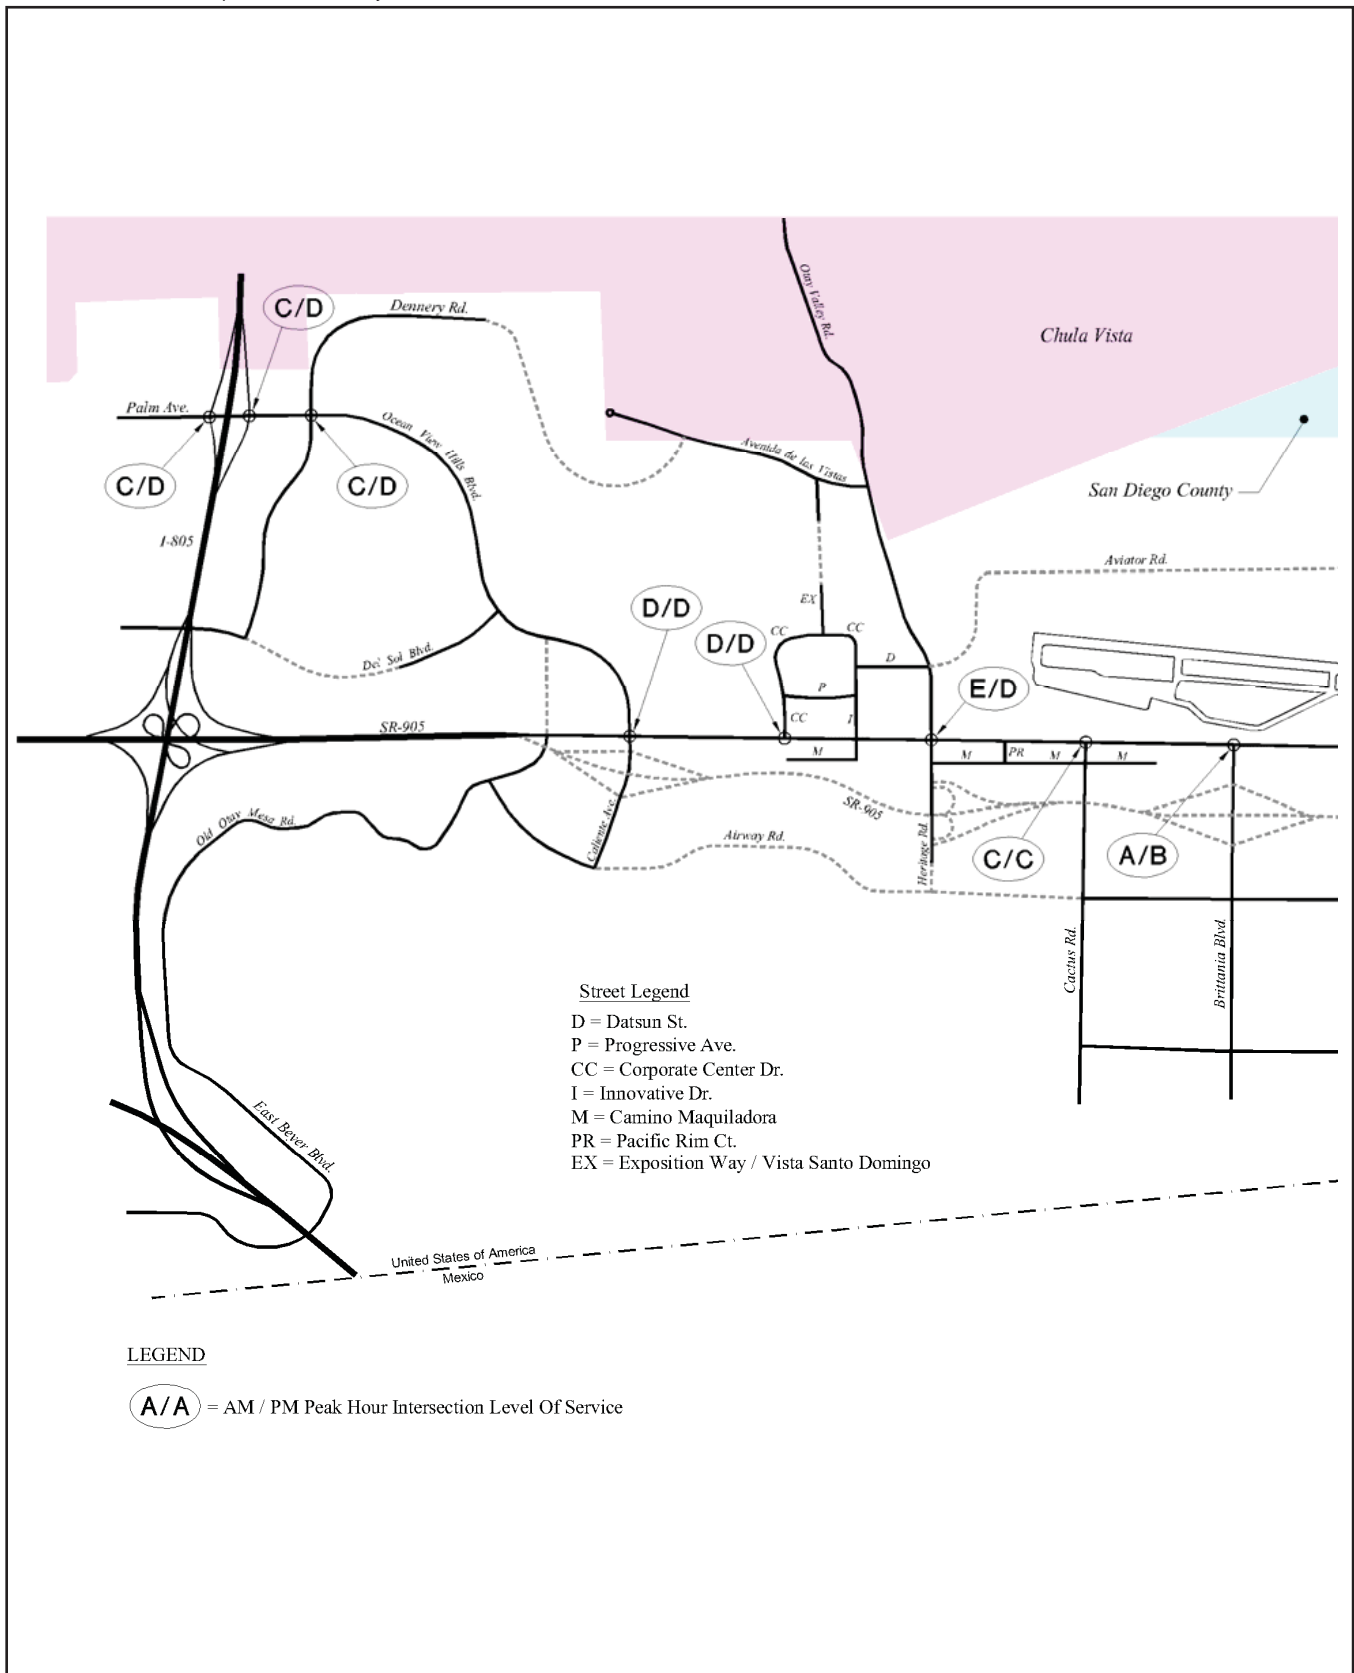 Otay Valley Rd.
C/D
Dennery Rd.
Chula Vista
Palm Ave.
Ocean View Hills Blvd.
Avenida de las Vistas
C/D
C/D
San Diego County
I-805
Aviator Rd.
EX
D/D
CC
CC
D/D
Del Sol Blvd.
D
P
E/D
SR-905
CC
I
M
M
PR
M
M
SR-905
Old Otay Mesa Rd.
Caliente Ave.
Airway Rd.
Heritage Rd.
C/C
A/B
Cactus Rd.
Brittania Blvd.
Street Legend
D = Datsun St.
P = Progressive Ave.
CC = Corporate Center Dr.
I = Innovative Dr.
M = Camino Maquiladora
PR = Pacific Rim Ct.
EX = Exposition Way / Vista Santo Domingo
East Beyer Blvd.
United States of America
Mexico
LEGEND
A/A = AM / PM Peak Hour Intersection Level Of Service